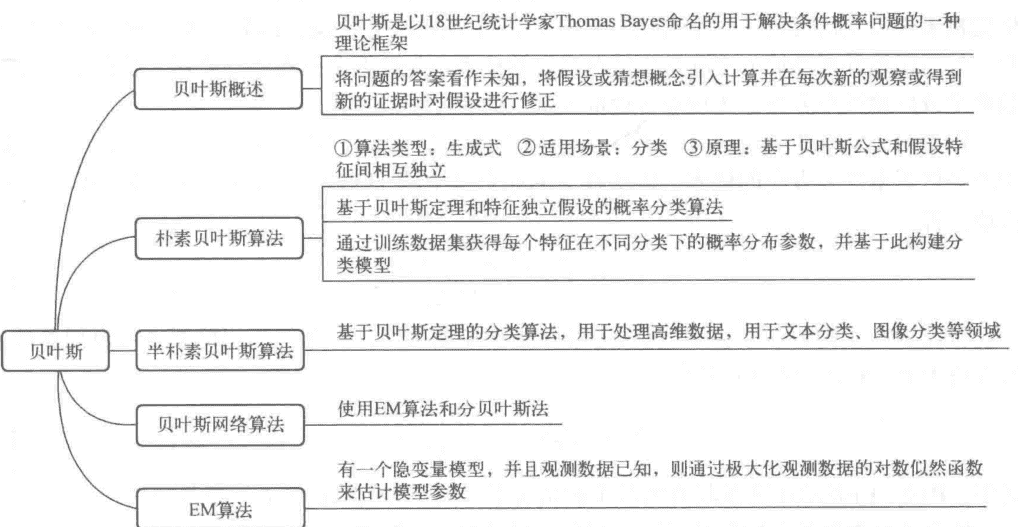 贝叶斯是以18世纪统计学家Thomas Bayes命名的用于解决条件概率问题的一种
理论框架
贝叶斯概述
将问题的答案看作未知，将假设或猜想概念引入计算并在每次新的观察或得到
新的证据时对假设进行修正
①算法类型：生成式 ②适用场景：分类 ③原理：基于贝叶斯公式和假设特
征间相互独立
基于贝叶斯定理和特征独立假设的概率分类算法
朴素贝叶斯算法
通过训练数据集获得每个特征在不同分类下的概率分布参数，并基于此构建分
类模型
贝叶斯
半朴素贝叶斯算法
基于贝叶斯定理的分类算法，用于处理高维数据，用于文本分类、图像分类等领域
贝叶斯网络算法
使用EM算法和分贝叶斯法
有一个隐变量模型，并且观测数据已知，则通过极大化观测数据的对数似然函数
来估计模型参数
EM算法